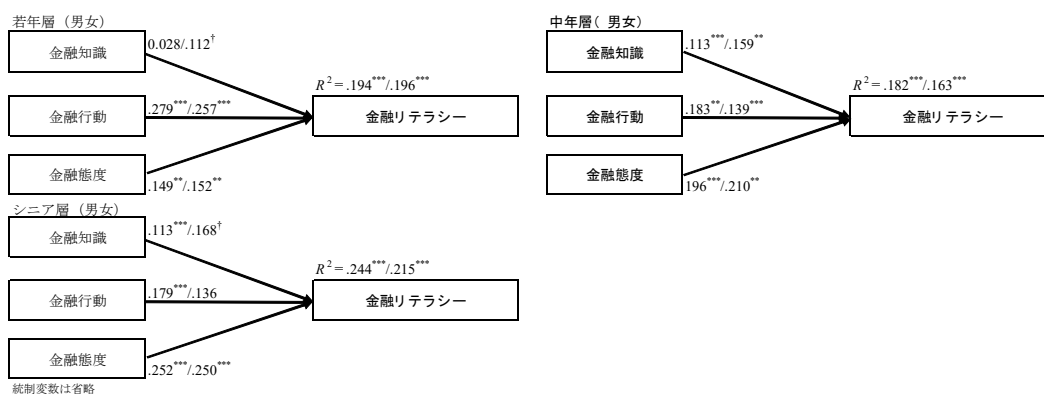 若年層（男女）
金融知識
0.028/.112†
金融行動
.279***/.257***
金融態度
.149**/.152**
R² = .194***/.196***
金融リテラシー
中年層( 男女）
金融知識
.113***/.159**
金融行動
.183**/.139***
金融態度
196***/.210**
R² = .182***/.163***
金融リテラシー
シニア層（男女）
金融知識
.113***/.168†
金融行動
.179***/.136
金融態度
.252***/.250***
R² = .244***/.215***
金融リテラシー
統制変数は省略